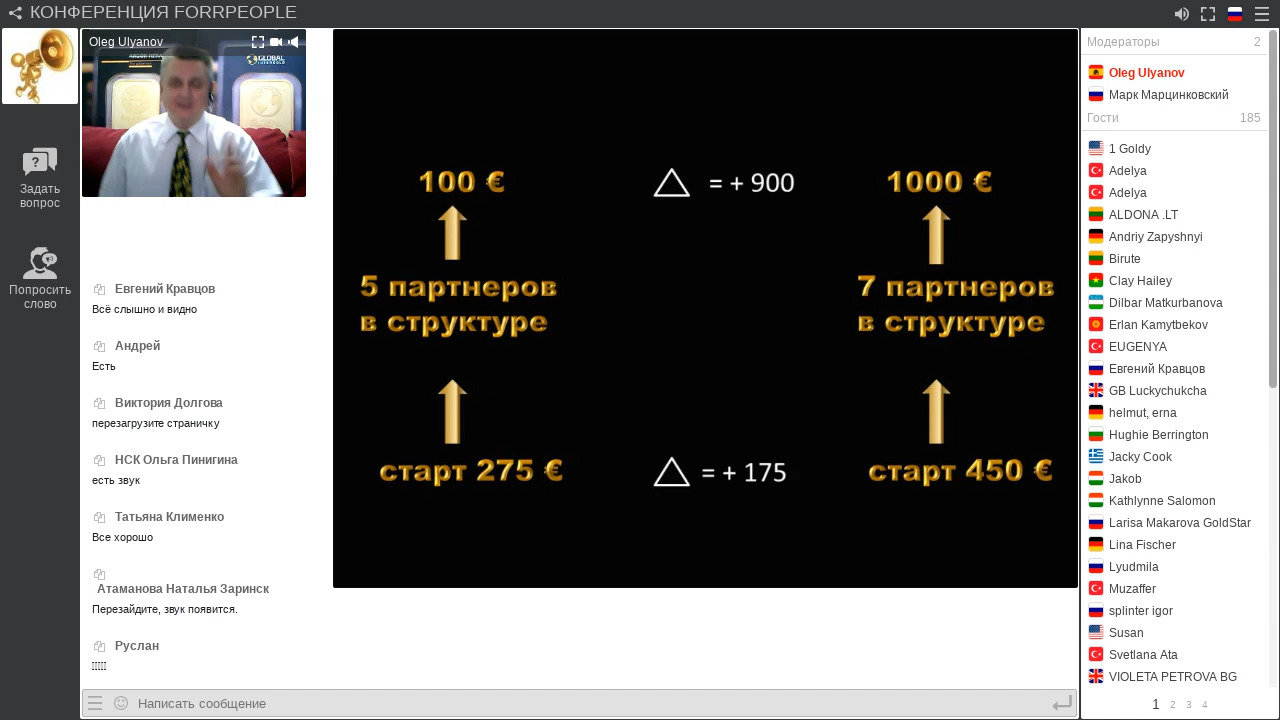 КОНФЕРЕНЦИЯ FORRPEOPLE
Задать
вопрос
Попросить
слово
Oleg Ulyanov
GLOBAL
INTERGOLD
Евгений Кравцов
Всё слышно и видно
Андрей
Есть
Виктория Долгова
перезагрузите страничку
НСК Ольга Пинигина
есть звук
Татьяна Клименко
Все хорошо
Атаманова Наталья Заринск
Перезайдите, звук появится.
Руслан
Написать сообщение
100 €
△ = + 900
1000 €
5 партнеров
в структуре
7 партнеров
в структуре
старт 275 €
△ = + 175
старт 450 €
Модераторы 2
Oleg Ulyanov
Марк Марцинковский
Гости 185
1 Goldy
Adelya
Adelya
ALDONA .LT
Andriy Zapyshnyi
Birute
Clay Hailey
Dilbar Matkurbanova
Erlan Kamytbekov
EUGENYA
Евгений Кравцов
GB Luckychukcha
helmut, erna
Hughie Berrington
Jacky Cook
Jakob
Kathlynne Salomon
Larisa Makarova GoldStar
Lina Fischer
Lyudmila
Muzaffer
splinter igor
Susan
Svetlana Ata
VIOLETA PETROVA BG
1 2 3 4